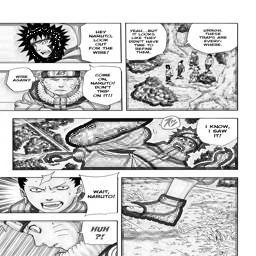 THESE
TRAPS ARE
EVERY
WHERE.
YEAH...BUT
IT LOOKS
LIKE THEY
DIDN'T HAVE
TIME TO
REFINE
THEM.
HEY
NARUTO,
LOOK OUT
FOR THE
WIRE!
COME
ON,
NARUTO!
DON'T
TRIP
ON IT!
WIRE
AGAIN?
I KNOW,
I SAW
IT!
WAIT,
NARUTO!
HUH
?!